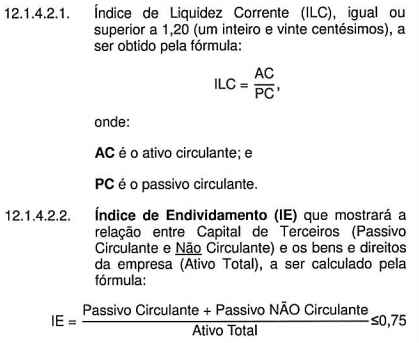 12.1.4.2.1. Índice de Liquidez Corrente (ILC), igual ou
superior a 1,20 (um inteiro e vinte centésimos), a
ser obtido pela fórmula:
ILC = AC
PC,
onde:
AC é o ativo circulante; e
PC é o passivo circulante.
12.1.4.2.2. Índice de Endividamento (IE) que mostrará a
relação entre Capital de Terceiros (Passivo
Circulante e Não Circulante) e os bens e direitos
da empresa (Ativo Total), a ser calculado pela
fórmula:
IE = Passivo Circulante + Passivo NÃO Circulante ≤0,75
Ativo Total